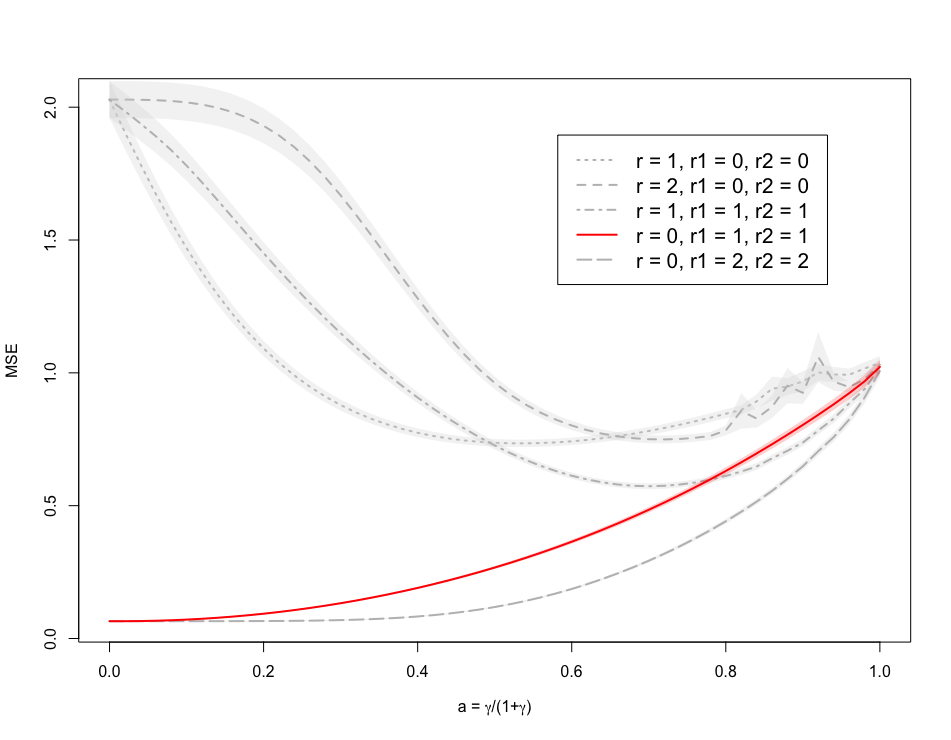 2.0
1.5
1.0
0.5
0.0
MSE
r = 1, r1 = 0, r2 = 0
r = 2, r1 = 0, r2 = 0
r = 1, r1 = 1, r2 = 1
r = 0, r1 = 1, r2 = 1
r = 0, r1 = 2, r2 = 2
0.0 0.2 0.4 0.6 0.8 1.0
a = γ/(1+γ)